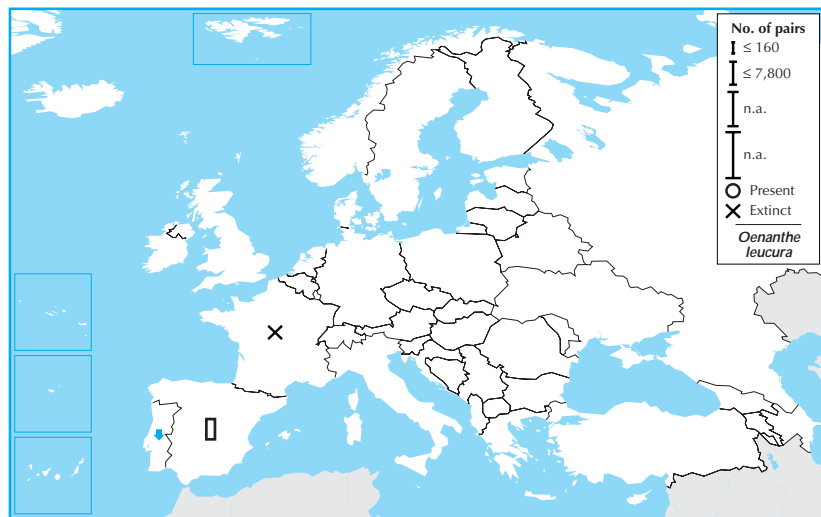 No. of pairs
≤ 160
≤ 7,800
n.a.
n.a.
Present
Extinct
Oenanthe
leucura